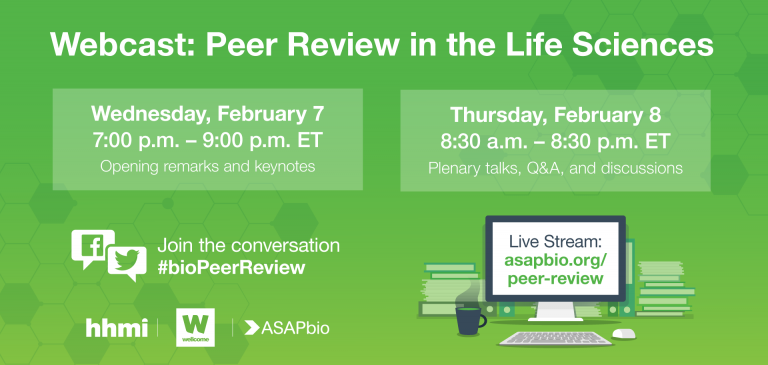 Webcast: Peer Review in the Life Sciences
Wednesday, February 7
7:00 p.m. – 9:00 p.m. ET
Opening remarks and keynotes
Thursday, February 8
8:30 a.m. – 8:30 p.m. ET
Plenary talks, Q&A, and discussions
Join the conversation
#bioPeerReview
Live Stream:
asapbio.org/
peer-review
hhmi
W
wellcome
ASAPbio